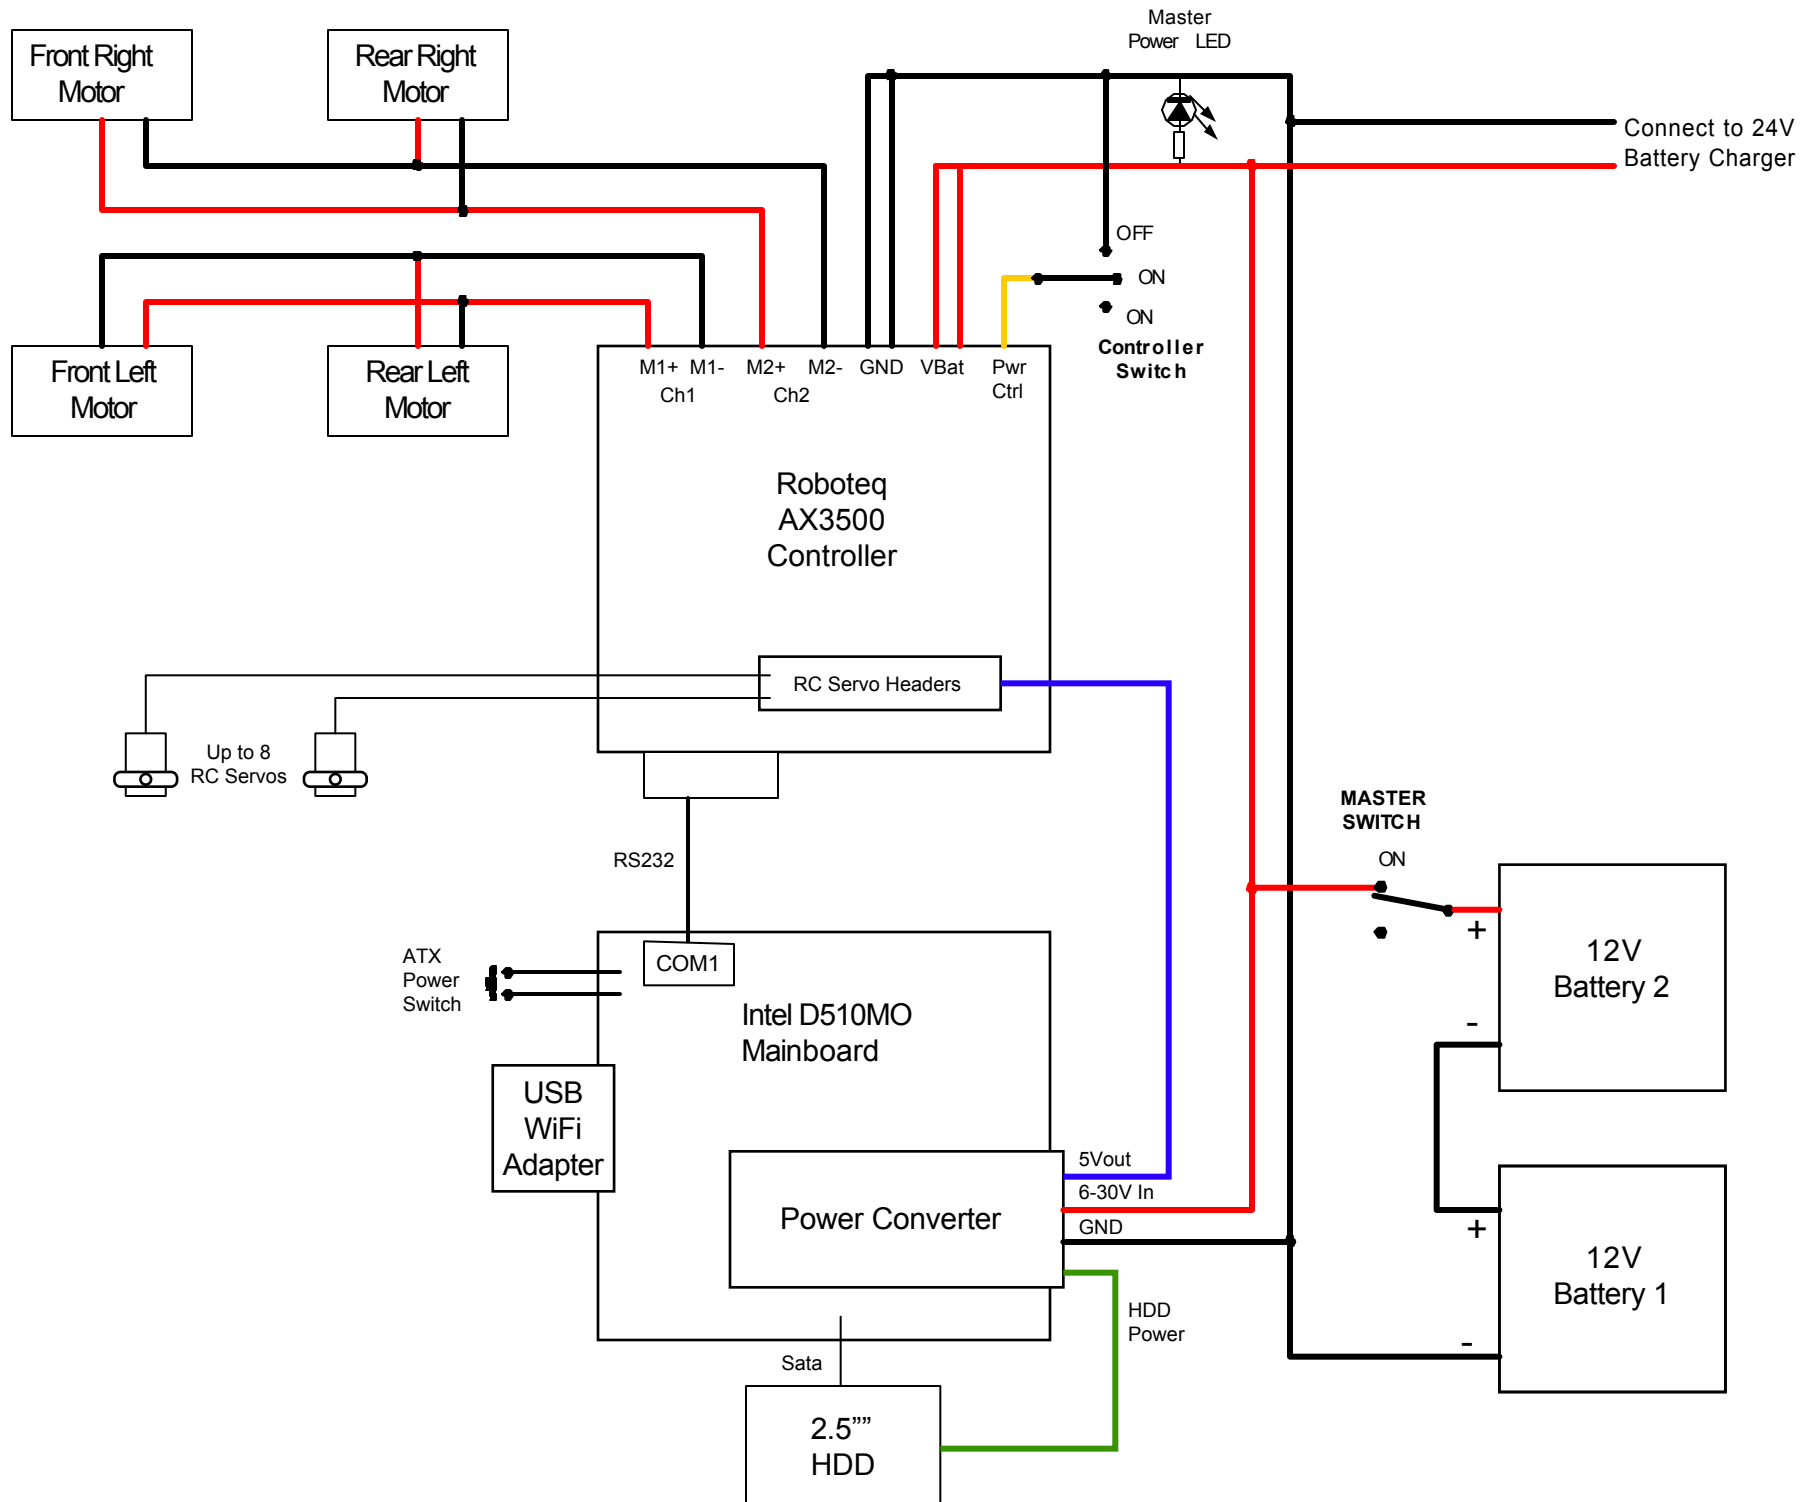 Master
Power LED
Front Right
Motor
Rear Right
Motor
Connect to 24V
Battery Charger
OFF
ON
ON
Controller
Switch
Front Left
Motor
Rear Left
Motor
M1+ M1- M2+ M2- GND VBat Pwr
Ctrl
Ch1 Ch2
Roboteq
AX3500
Controller
RC Servo Headers
Up to 8
RC Servos
MASTER
SWITCH
ON
RS232
+
12V
Battery 2
-
ATX
Power
Switch
COM1
Intel D510MO
Mainboard
USB
WiFi
Adapter
5Vout
6-30V In
GND
Power Converter
+
12V
Battery 1
-
HDD
Power
Sata
2.5””
HDD